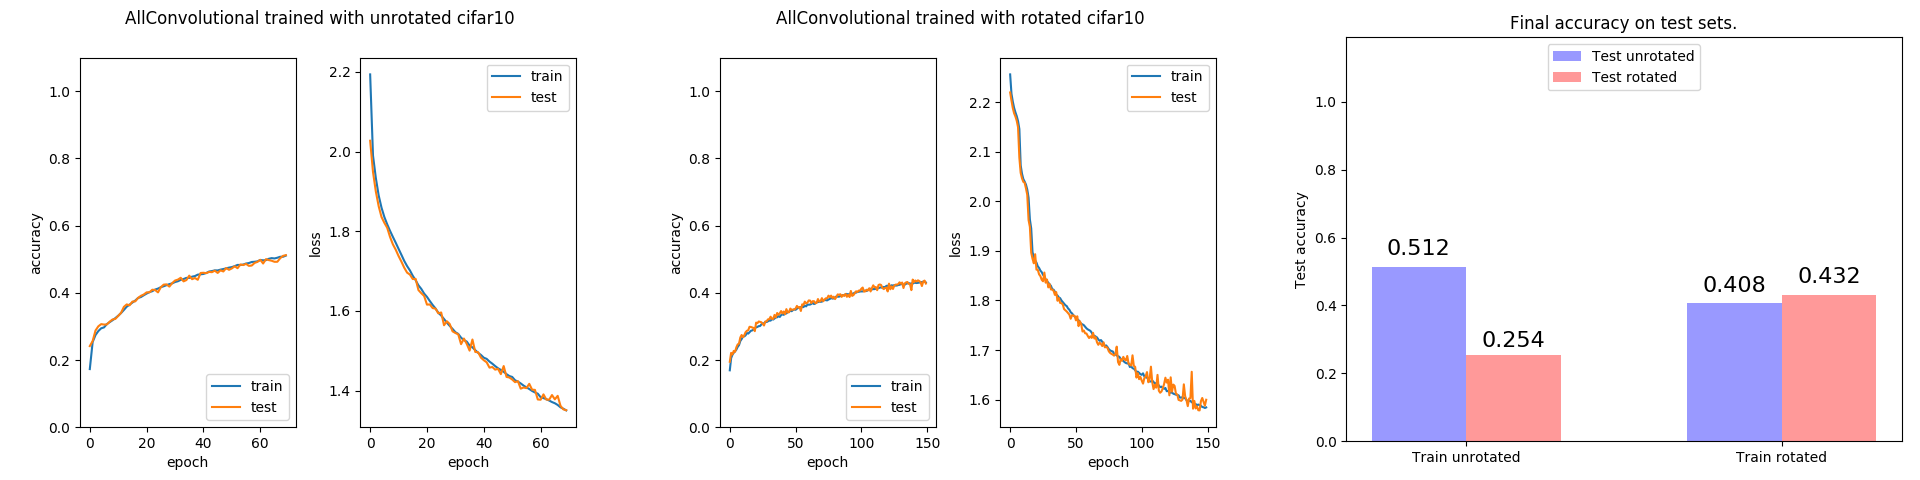 AllConvolutional trained with unrotated cifar10
accuracy
1.0
0.8
0.6
0.4
0.2
0.0
0 20 40 60
epoch
train
test
loss
2.2
2.0
1.8
1.6
1.4
0 20 40 60
epoch
train
test
AllConvolutional trained with rotated cifar10
accuracy
1.0
0.8
0.6
0.4
0.2
0.0
0 50 100 150
epoch
train
test
loss
2.2
2.1
2.0
1.9
1.8
1.7
1.6
0 50 100 150
epoch
train
test
Final accuracy on test sets.
Test unrotated
Test rotated
Test accuracy
1.0
0.8
0.6
0.4
0.2
0.0
0.512
0.254
0.408
0.432
Train unrotated
Train rotated